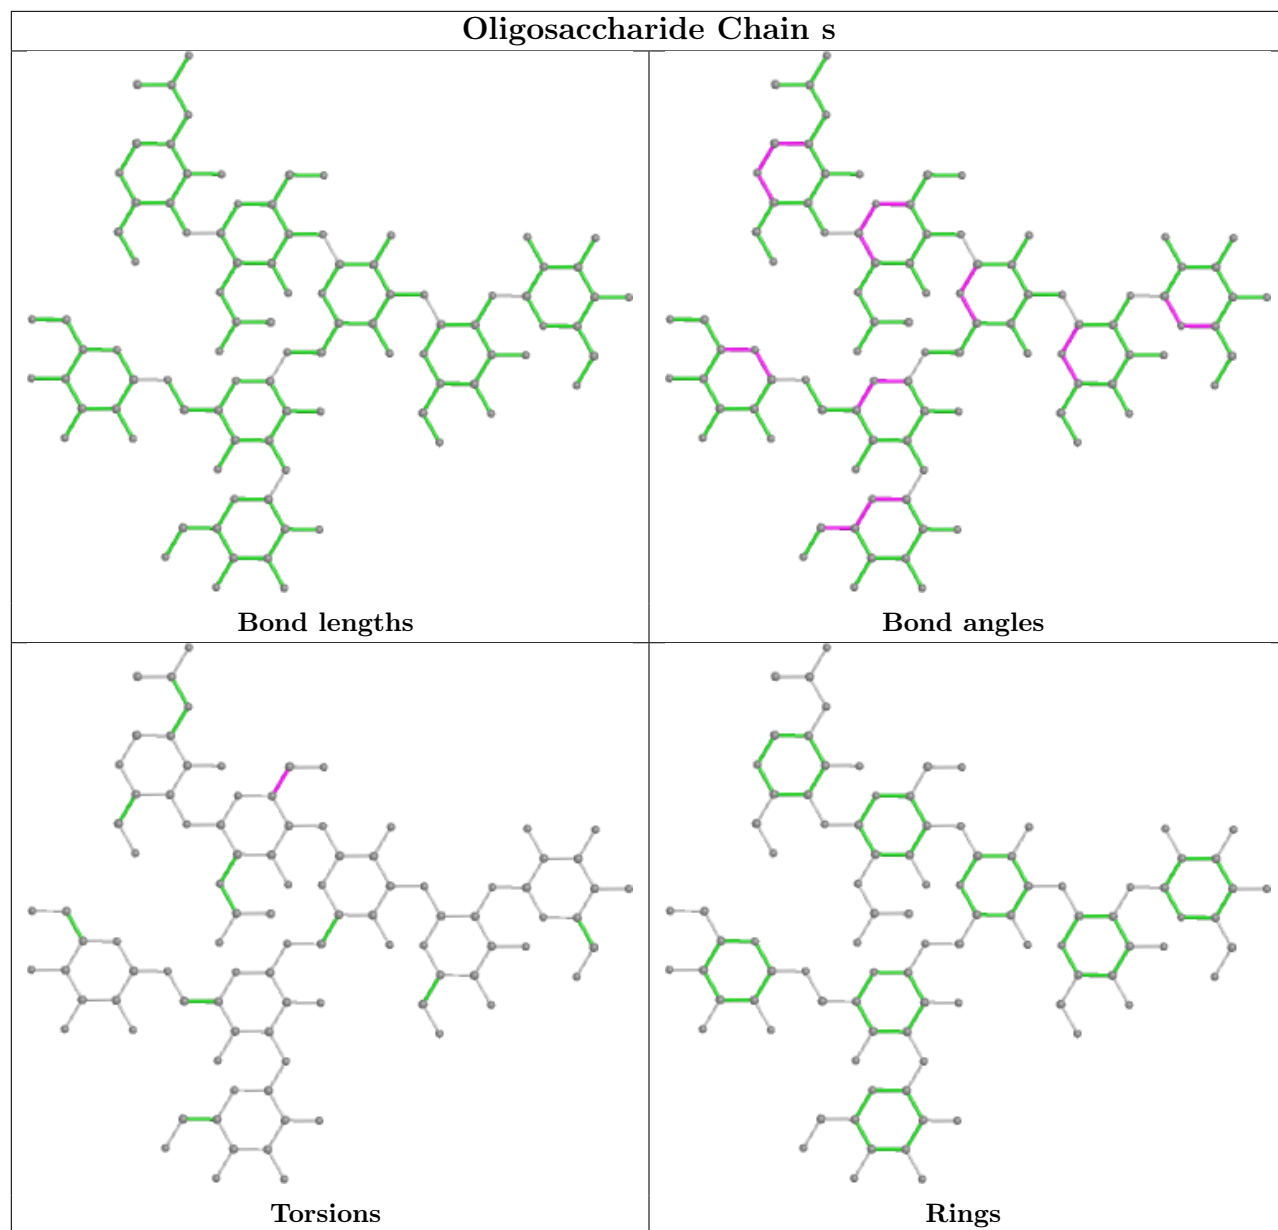 Oligosaccharide Chain s
Bond lengths
Bond angles
Torsions
Rings